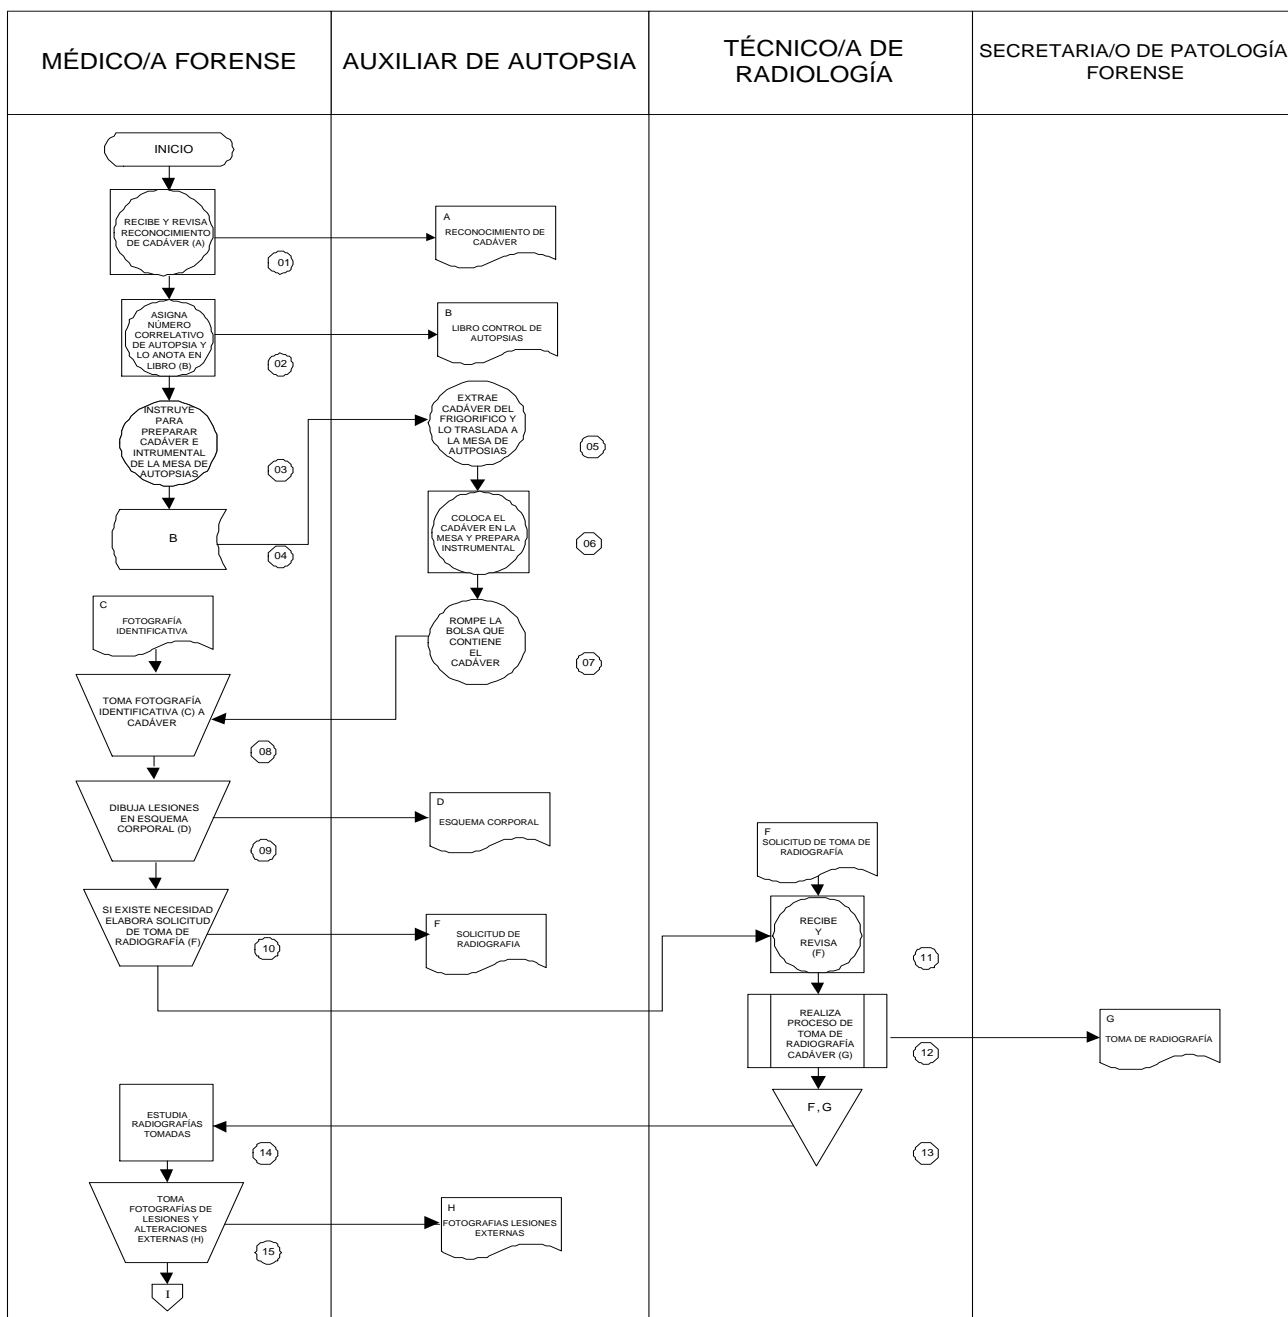 MÉDICO/A FORENSE
AUXILIAR DE AUTOPSIA
TÉCNICO/A DE
RADIOLOGÍA
SECRETARIA/O DE PATOLOGÍA
FORENSE
INICIO
RECIBE Y REVISA
RECONOCIMIENTO
DE CADÁVER (A)
01
A
RECONOCIMIENTO DE
CADÁVER
ASIGNA
NÚMERO
CORRELATIVO
DE AUTOPSIA Y
LO ANOTA EN
LIBRO (B)
02
B
LIBRO CONTROL DE
AUTOPSIAS
INSTRUYE
PARA
PREPARAR
CADÁVER E
INTRUMENTAL
DE LA MESA DE
AUTOPSIAS
03
B
04
EXTRAE
CADÁVER DEL
FRIGORIFICO Y
LO TRASLADA A
LA MESA DE
AUTPOSIAS
05
COLOCA EL
CADÁVER EN LA
MESA Y PREPARA
INSTRUMENTAL
06
ROMPE LA
BOLSA QUE
CONTIENE
EL
CADÁVER
07
C
FOTOGRAFÍA
IDENTIFICATIVA
TOMA FOTOGRAFÍA
IDENTIFICATIVA (C) A
CADÁVER
08
DIBUJA LESIONES
EN ESQUEMA
CORPORAL (D)
09
D
ESQUEMA CORPORAL
SI EXISTE NECESIDAD
ELABORA SOLICITUD
DE TOMA DE
RADIOGRAFÍA (F)
10
F
SOLICITUD DE
RADIOGRAFIA
F
SOLICITUD DE TOMA DE
RADIOGRAFÍA
RECIBE
Y
REVISA
(F)
11
REALIZA
PROCESO DE
TOMA DE
RADIOGRAFÍA
CADÁVER (G)
12
G
TOMA DE RADIOGRAFÍA
F, G
13
ESTUDIA
RADIOGRAFÍAS
TOMADAS
14
TOMA
FOTOGRAFÍAS DE
LESIONES Y
ALTERACIONES
EXTERNAS (H)
15
H
FOTOGRAFIAS LESIONES
EXTERNAS
I